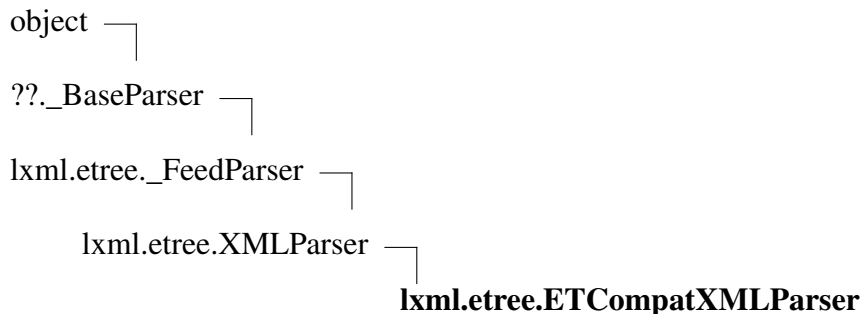 object
??._BaseParser
lxml.etree._FeedParser
lxml.etree.XMLParser
lxml.etree.ETCompatXMLParser